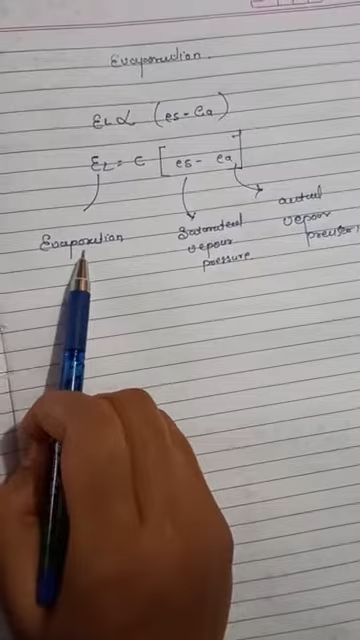 Evaporation.
EL ∝ (es - ea)
EL = C [es - ea]
Evaporation
Saturated
vapour
pressure
actual
vapour
pressure